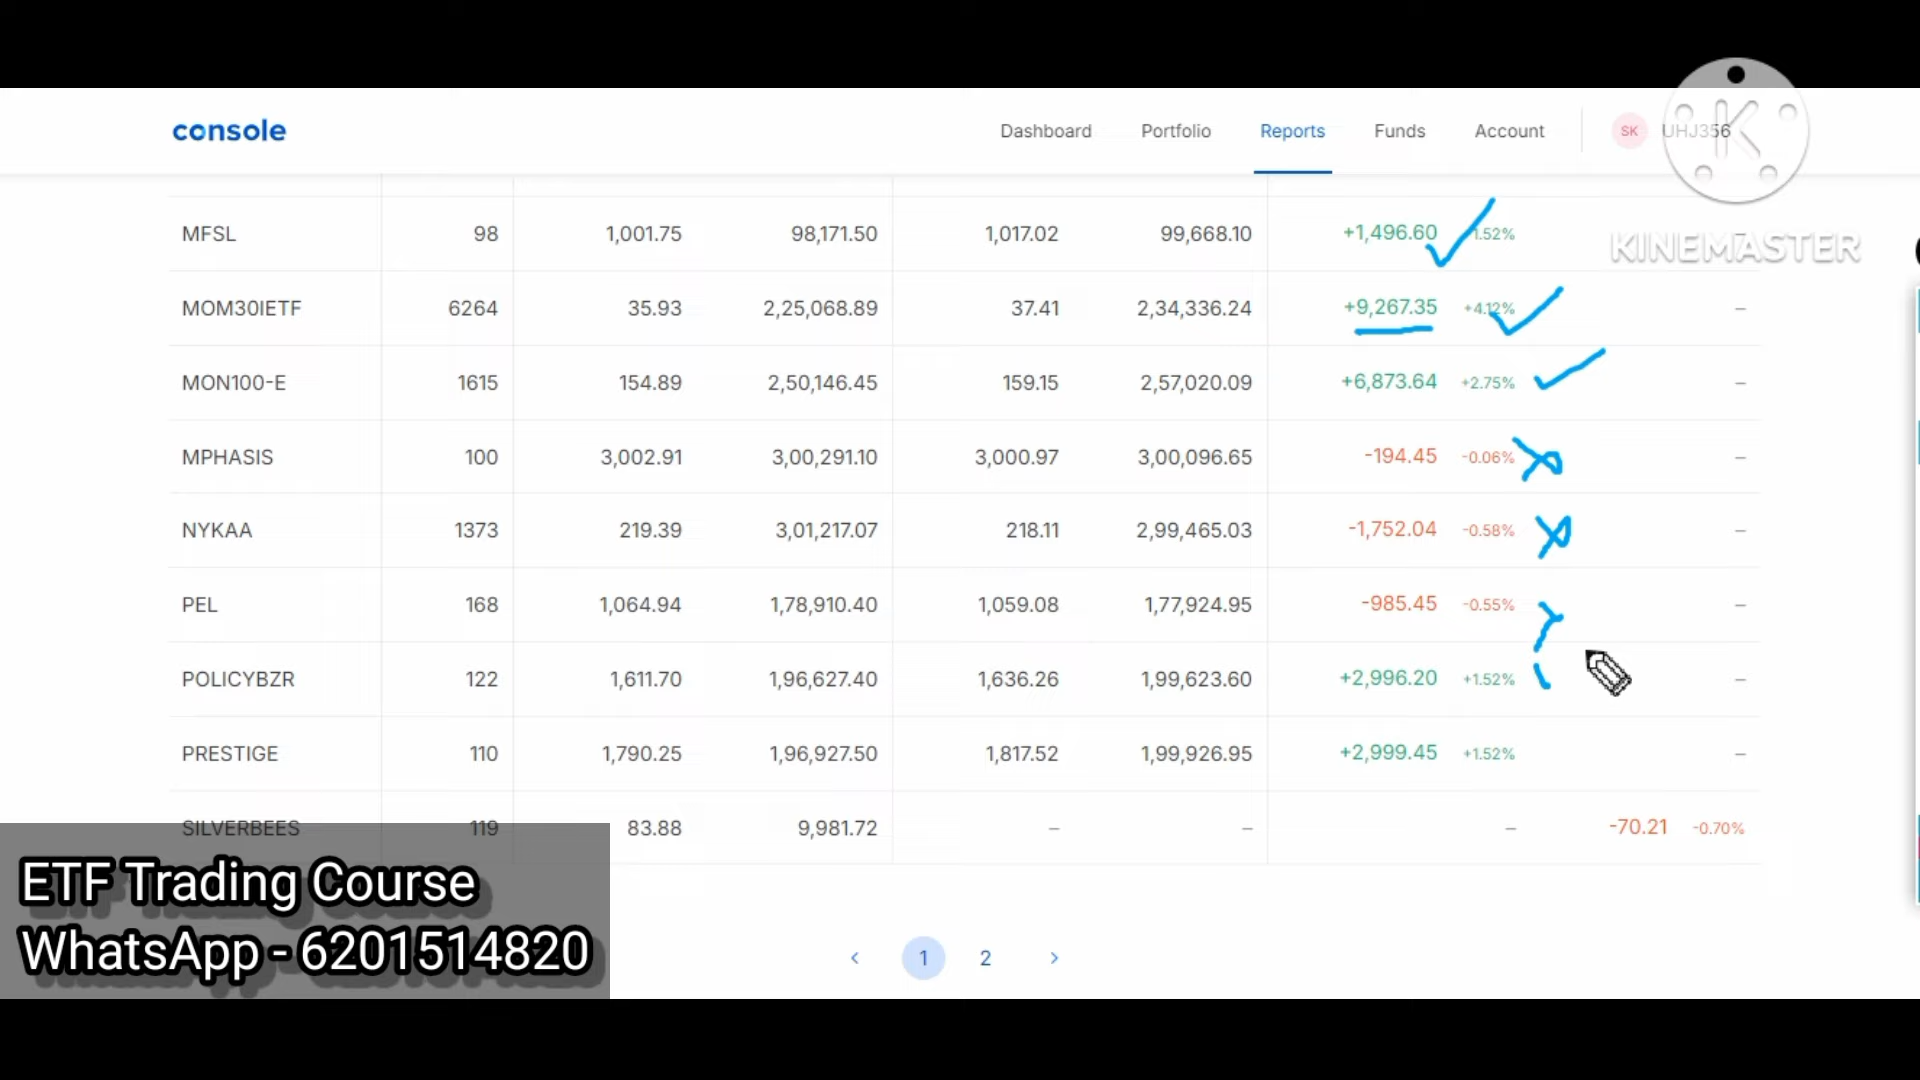 console Dashboard Portfolio Reports Funds Account SK UHJ356
KINEMASTER
MFSL 98 1,001.75 98,171.50 1,017.02 99,668.10 +1,496.60 1.52%
MOM30IETF 6264 35.93 2,25,068.89 37.41 2,34,336.24 +9,267.35 +4.12% –
MON100-E 1615 154.89 2,50,146.45 159.15 2,57,020.09 +6,873.64 +2.75% –
MPHASIS 100 3,002.91 3,00,291.10 3,000.97 3,00,096.65 -194.45 -0.06% –
NYKAA 1373 219.39 3,01,217.07 218.11 2,99,465.03 -1,752.04 -0.58% –
PEL 168 1,064.94 1,78,910.40 1,059.08 1,77,924.95 -985.45 -0.55% –
POLICYBZR 122 1,611.70 1,96,627.40 1,636.26 1,99,623.60 +2,996.20 +1.52% –
PRESTIGE 110 1,790.25 1,96,927.50 1,817.52 1,99,926.95 +2,999.45 +1.52% –
SILVERBEES 119 83.88 9,981.72 – – – -70.21 -0.70%
ETF Trading Course
WhatsApp - 6201514820
‹ 1 2 ›